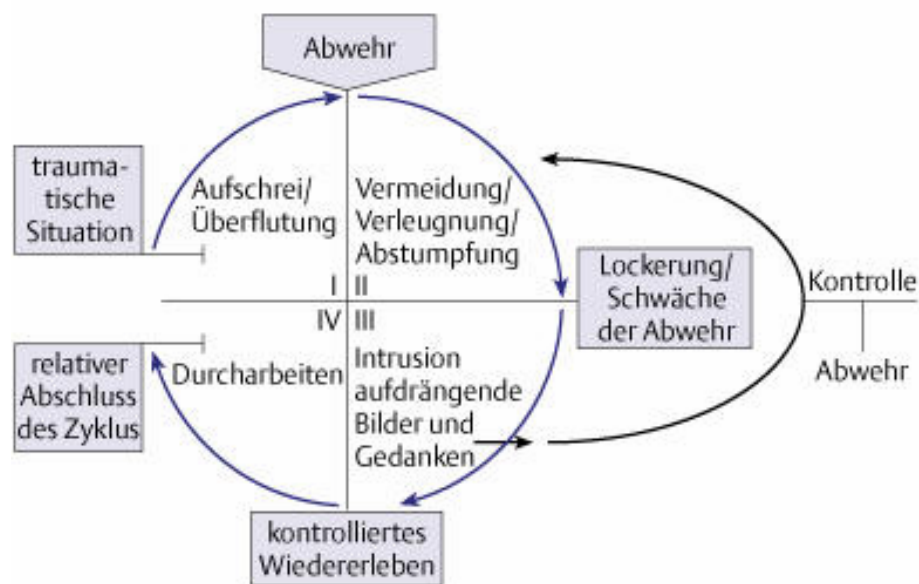 Abwehr
trauma-
tische
Situation
Aufschrei/
Überflutung
Vermeidung/
Verleugnung/
Abstumpfung
Lockerung/
Schwäche
der Abwehr
Kontrolle
Abwehr
I II
IV III
relativer
Abschluss
des Zyklus
Durcharbeiten
Intrusion
aufdrängende
Bilder und
Gedanken
kontrolliertes
Wiedererleben